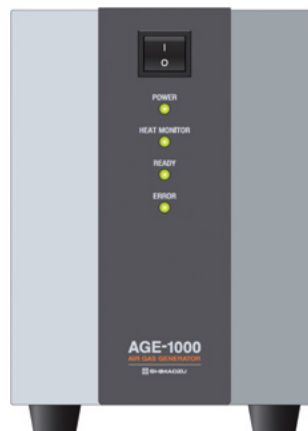 I
O
POWER
HEAT MONITOR
READY
ERROR
AGE-1000
AIR GAS GENERATOR
SHIMADZU